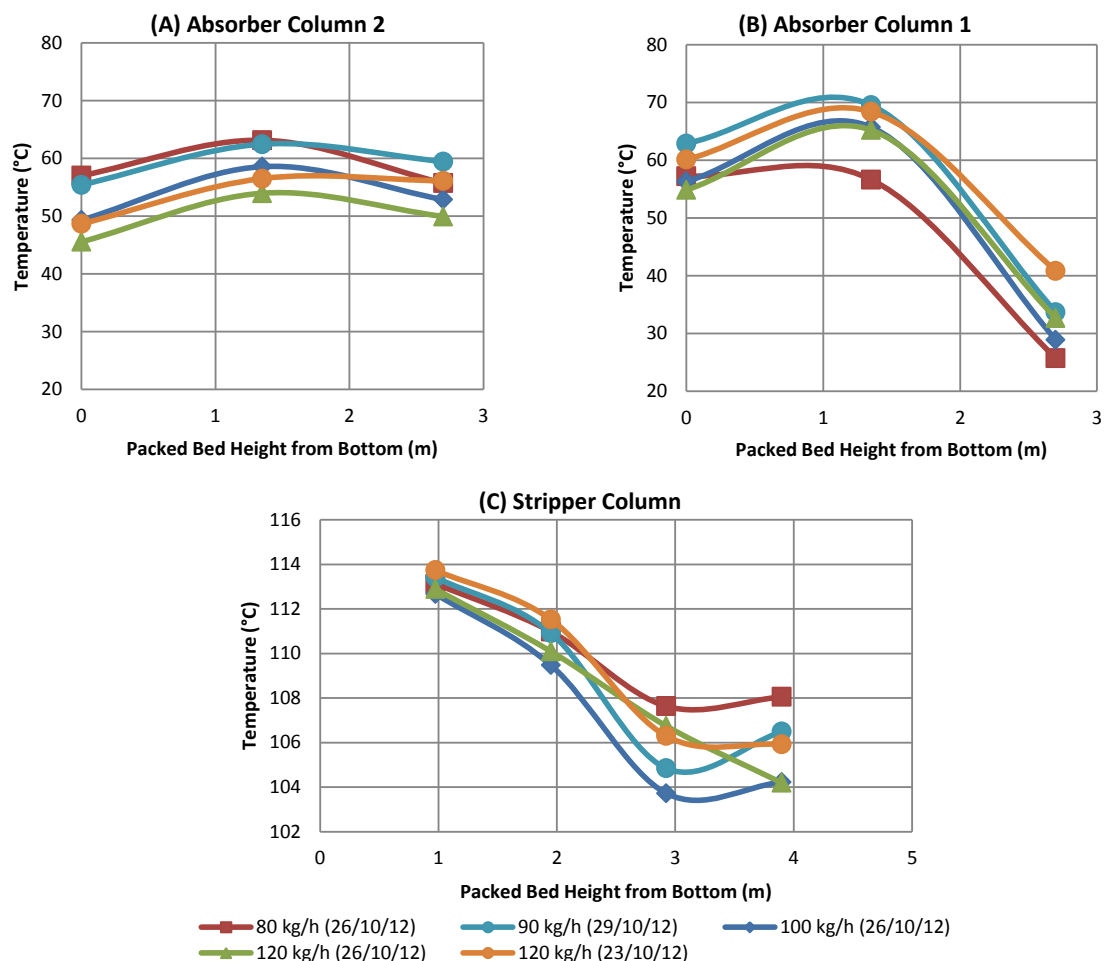 (A) Absorber Column 2
80
70
60
50
40
30
20
Temperature (°C)
0 1 2 3
Packed Bed Height from Bottom (m)
(B) Absorber Column 1
80
70
60
50
40
30
20
Temperature (°C)
0 1 2 3
Packed Bed Height from Bottom (m)
(C) Stripper Column
116
114
112
110
108
106
104
102
Temperature (°C)
0 1 2 3 4 5
Packed Bed Height from Bottom (m)
80 kg/h (26/10/12) 90 kg/h (29/10/12) 100 kg/h (26/10/12)
120 kg/h (26/10/12) 120 kg/h (23/10/12)